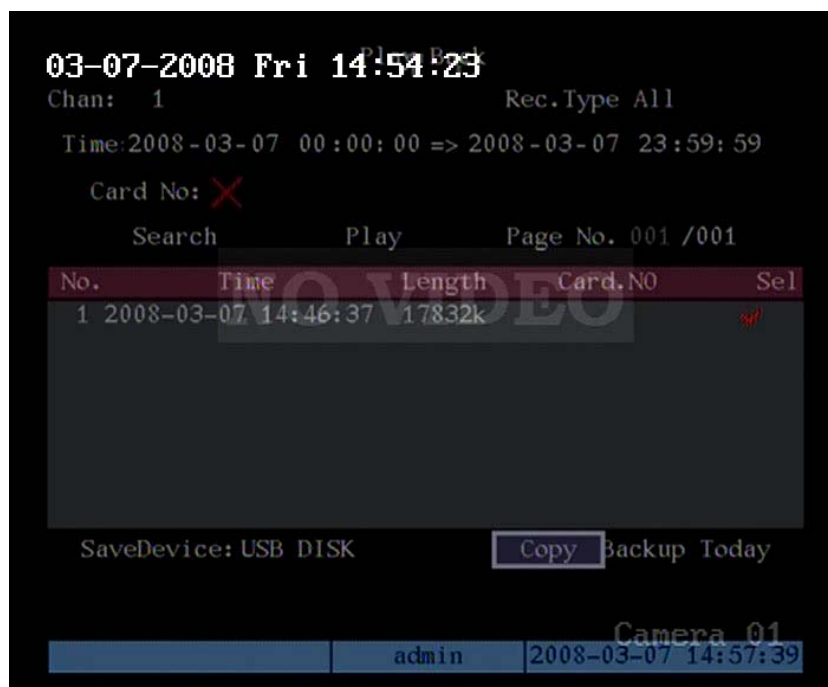 Play Back
03-07-2008 Fri 14:54:23
Chan: 1 Rec.Type All
Time:2008-03-07 00:00:00 => 2008-03-07 23:59:59
Card No:
Search Play Page No. 001 /001
No. Time Length Card.NO Sel
NO VIDEO
1 2008-03-07 14:46:37 17832k
SaveDevice: USB DISK Copy Backup Today
Camera 01
admin 2008-03-07 14:57:39